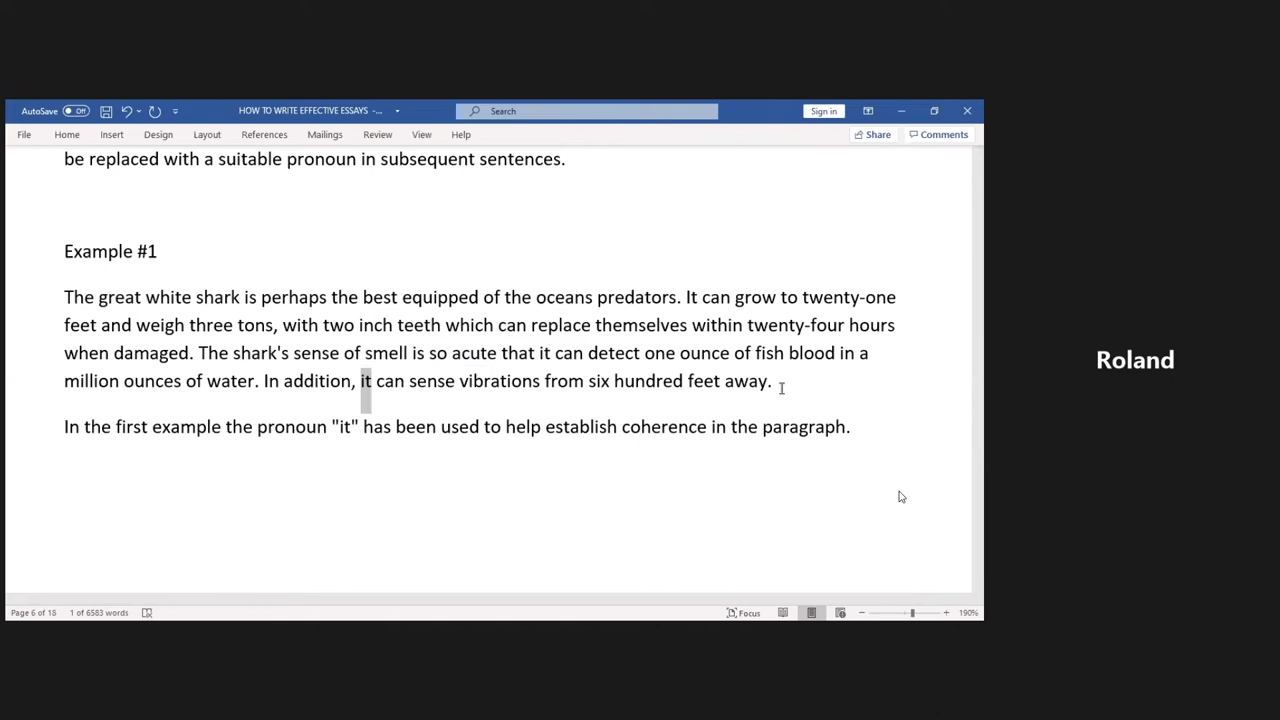 AutoSave Off HOW TO WRITE EFFECTIVE ESSAYS -... Search Sign in
File Home Insert Design Layout References Mailings Review View Help Share Comments
be replaced with a suitable pronoun in subsequent sentences.
Example #1
The great white shark is perhaps the best equipped of the oceans predators. It can grow to twenty-one
feet and weigh three tons, with two inch teeth which can replace themselves within twenty-four hours
when damaged. The shark's sense of smell is so acute that it can detect one ounce of fish blood in a
million ounces of water. In addition, it can sense vibrations from six hundred feet away.
In the first example the pronoun "it" has been used to help establish coherence in the paragraph.
Roland
Page 6 of 18 1 of 6583 words Focus 190%